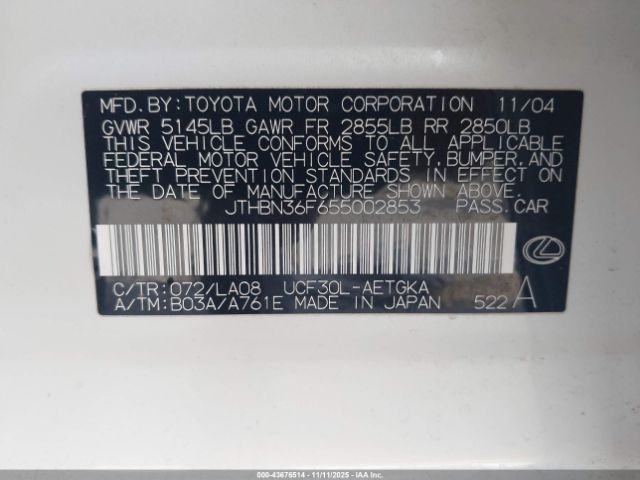 MFD. BY: TOYOTA MOTOR CORPORATION 11/04
GVWR 5145LB GAWR FR 2855LB RR 2850LB
THIS VEHICLE CONFORMS TO ALL APPLICABLE
FEDERAL MOTOR VEHICLE SAFETY, BUMPER, AND
THEFT PREVENTION STANDARDS IN EFFECT ON
THE DATE OF MANUFACTURE SHOWN ABOVE.
JTHBN36F655002853 PASS. CAR
C/TR: 072/LA08 UCF30L-AETGKA
A/TM: B03A/A761E MADE IN JAPAN 522 A
000-43676514 - 11/11/2025 - IAA Inc.